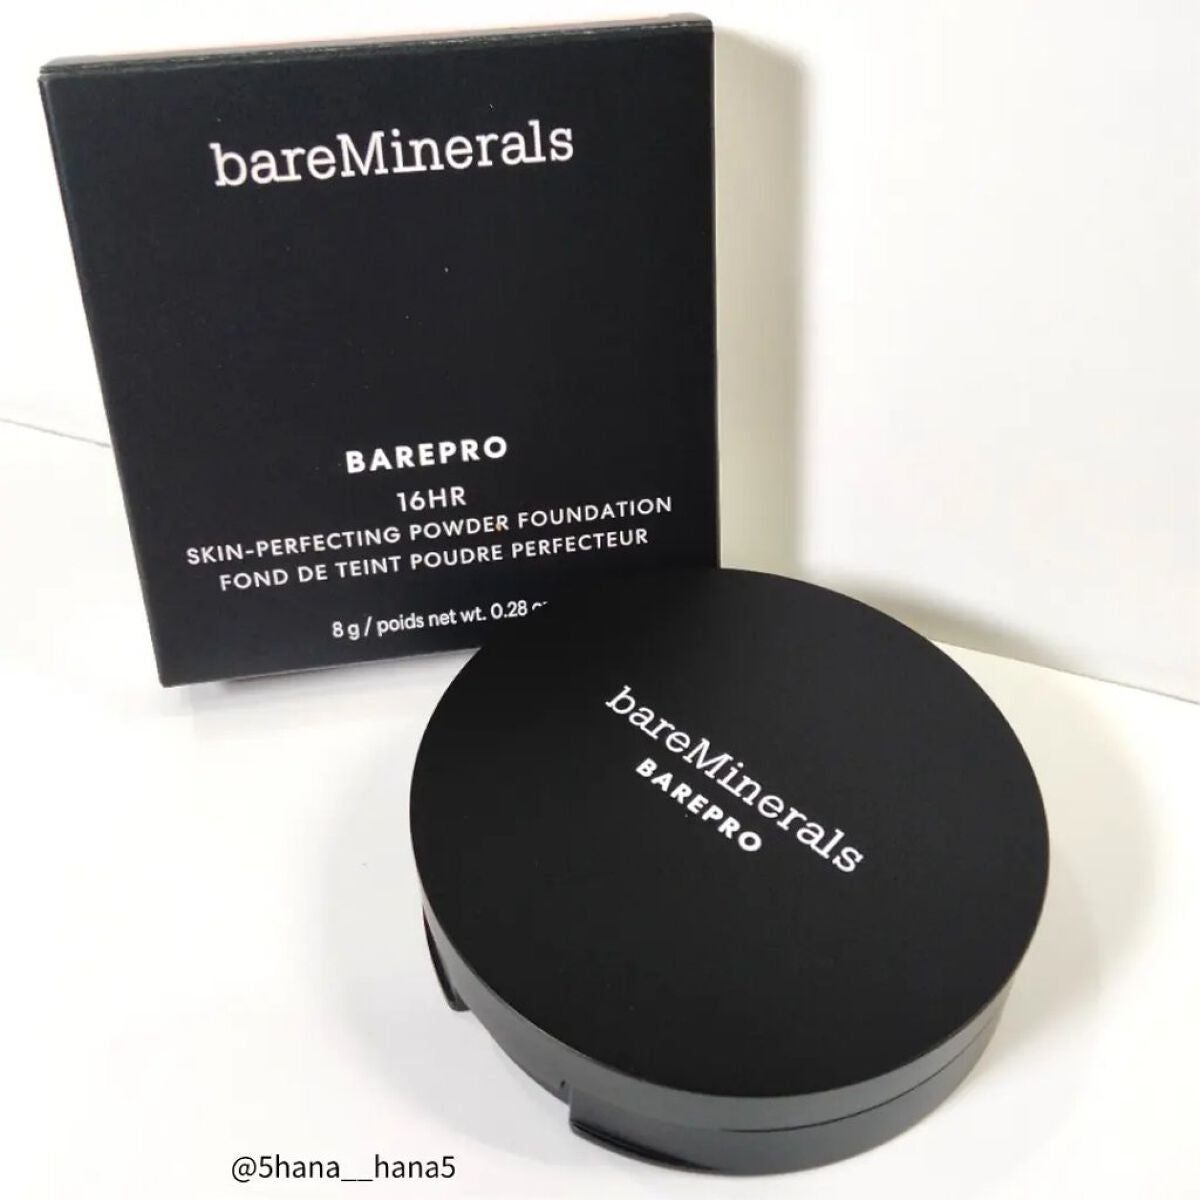 bareMinerals
BAREPRO
16HR
SKIN-PERFECTING POWDER FOUNDATION
FOND DE TEINT POUDRE PERFECTEUR
8 g / poids net wt. 0.28
bareMinerals
BAREPRO
@5hana__hana5